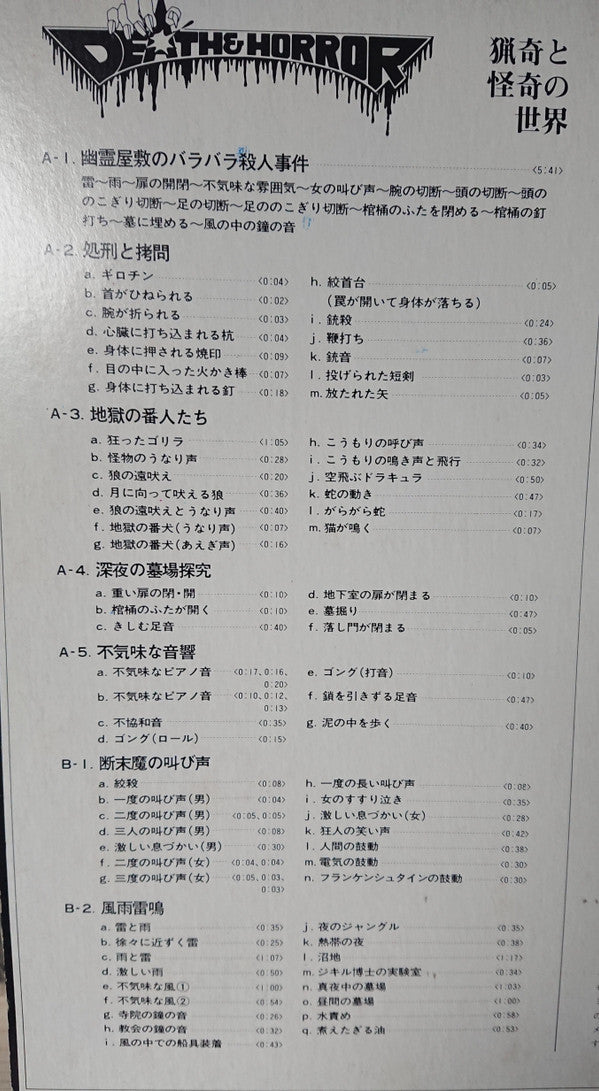 DEATH & HORROR
猟奇と
怪奇の
世界
A-1. 幽霊屋敷のバラバラ殺人事件 <5:41>
雷〜雨〜扉の開閉〜不気味な雰囲気〜女の叫び声〜腕の切断〜頭の切断〜頭の
のこぎり切断〜足の切断〜足ののこぎり切断〜棺桶のふたを閉める〜棺桶の釘
打ち〜墓に埋める〜風の中の鐘の音
A-2. 処刑と拷問
a. ギロチン <0:04>
b. 首がひねられる <0:02>
c. 腕が折られる <0:03>
d. 心臓に打ち込まれる杭 <0:04>
e. 身体に押される焼印 <0:09>
f. 目の中に入った火かき棒 <0:07>
g. 身体に打ち込まれる釘 <0:18>
h. 絞首台 <0:05>
(罠が開いて身体が落ちる)
i. 銃殺 <0:24>
j. 鞭打ち <0:36>
k. 銃音 <0:07>
l. 投げられた短剣 <0:03>
m. 放たれた矢 <0:05>
A-3. 地獄の番人たち
a. 狂ったゴリラ <1:05>
b. 怪物のうなり声 <0:28>
c. 狼の遠吠え <0:20>
d. 月に向って吠える狼 <0:36>
e. 狼の遠吠えとうなり声 <0:40>
f. 地獄の番犬(うなり声) <0:07>
g. 地獄の番犬(あえぎ声) <0:16>
h. こうもりの呼び声 <0:34>
i. こうもりの鳴き声と飛行 <0:32>
j. 空飛ぶドラキュラ <0:50>
k. 蛇の動き <0:47>
l. がらがら蛇 <0:17>
m. 猫が鳴く <0:07>
A-4. 深夜の墓場探究
a. 重い扉の閉・開 <0:10>
b. 棺桶のふたが開く <0:10>
c. きしむ足音 <0:40>
d. 地下室の扉が閉まる <0:10>
e. 墓掘り <0:47>
f. 落し門が閉まる <0:05>
A-5. 不気味な音響
a. 不気味なピアノ音 <0:17、0:16、
0:20>
b. 不気味なピアノ音 <0:10、0:12、
0:13>
c. 不協和音 <0:35>
d. ゴング(ロール) <0:15>
e. ゴング(打音) <0:10>
f. 鎖を引きずる足音 <0:47>
g. 泥の中を歩く <0:40>
B-1. 断末魔の叫び声
a. 絞殺 <0:08>
b. 一度の叫び声(男) <0:04>
c. 二度の叫び声(男) <0:05、0:05>
d. 三人の叫び声(男) <0:08>
e. 激しい息づかい(男) <0:30>
f. 二度の叫び声(女) <0:04、0:04>
g. 三度の叫び声(女) <0:05、0:03、
0:03>
h. 一度の長い叫び声 <0:08>
i. 女のすすり泣き <0:35>
j. 激しい息づかい(女) <0:28>
k. 狂人の笑い声 <0:42>
l. 人間の鼓動 <0:38>
m. 電気の鼓動 <0:30>
n. フランケンシュタインの鼓動 <0:30>
B-2. 風雨雷鳴
a. 雷と雨 <0:35>
b. 徐々に近ずく雷 <0:25>
c. 雨と雷 <1:07>
d. 激しい雨 <0:50>
e. 不気味な風① <1:00>
f. 不気味な風② <0:54>
g. 寺院の鐘の音 <0:26>
h. 教会の鐘の音 <0:32>
i. 風の中での船具装着 <0:43>
j. 夜のジャングル <0:35>
k. 熱帯の夜 <0:38>
l. 沼地 <1:17>
m. ジキル博士の実験室 <0:34>
n. 真夜中の墓場 <1:03>
o. 昼間の墓場 <1:00>
p. 水責め <0:58>
q. 煮えたぎる油 <0:53>